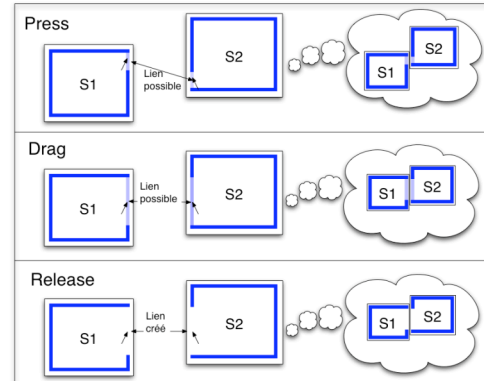 Press
S1
Lien
possible
S2
S1
S2
Drag
S1
Lien
possible
S2
S1
S2
Release
S1
Lien
créé
S2
S1
S2